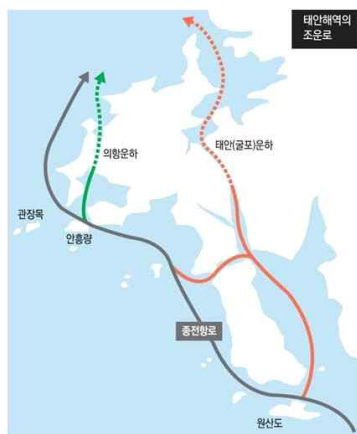 태안해역의
조운로
의항운하
태안(굴포)운하
관장목
안흥량
종전항로
원산도